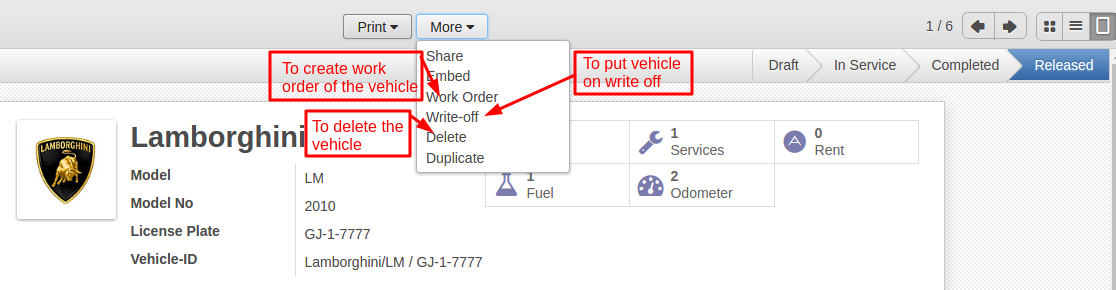 Print
More
1 / 6
Share
Embed
Work Order
Write-off
Delete
Duplicate
To create work
order of the vehicle
To put vehicle
on write off
To delete the
vehicle
Draft
In Service
Completed
Released
LAMBORGHINI
Lamborghini
Model
LM
Model No
2010
License Plate
GJ-1-7777
Vehicle-ID
Lamborghini/LM / GJ-1-7777
1
Services
0
Rent
1
Fuel
2
Odometer